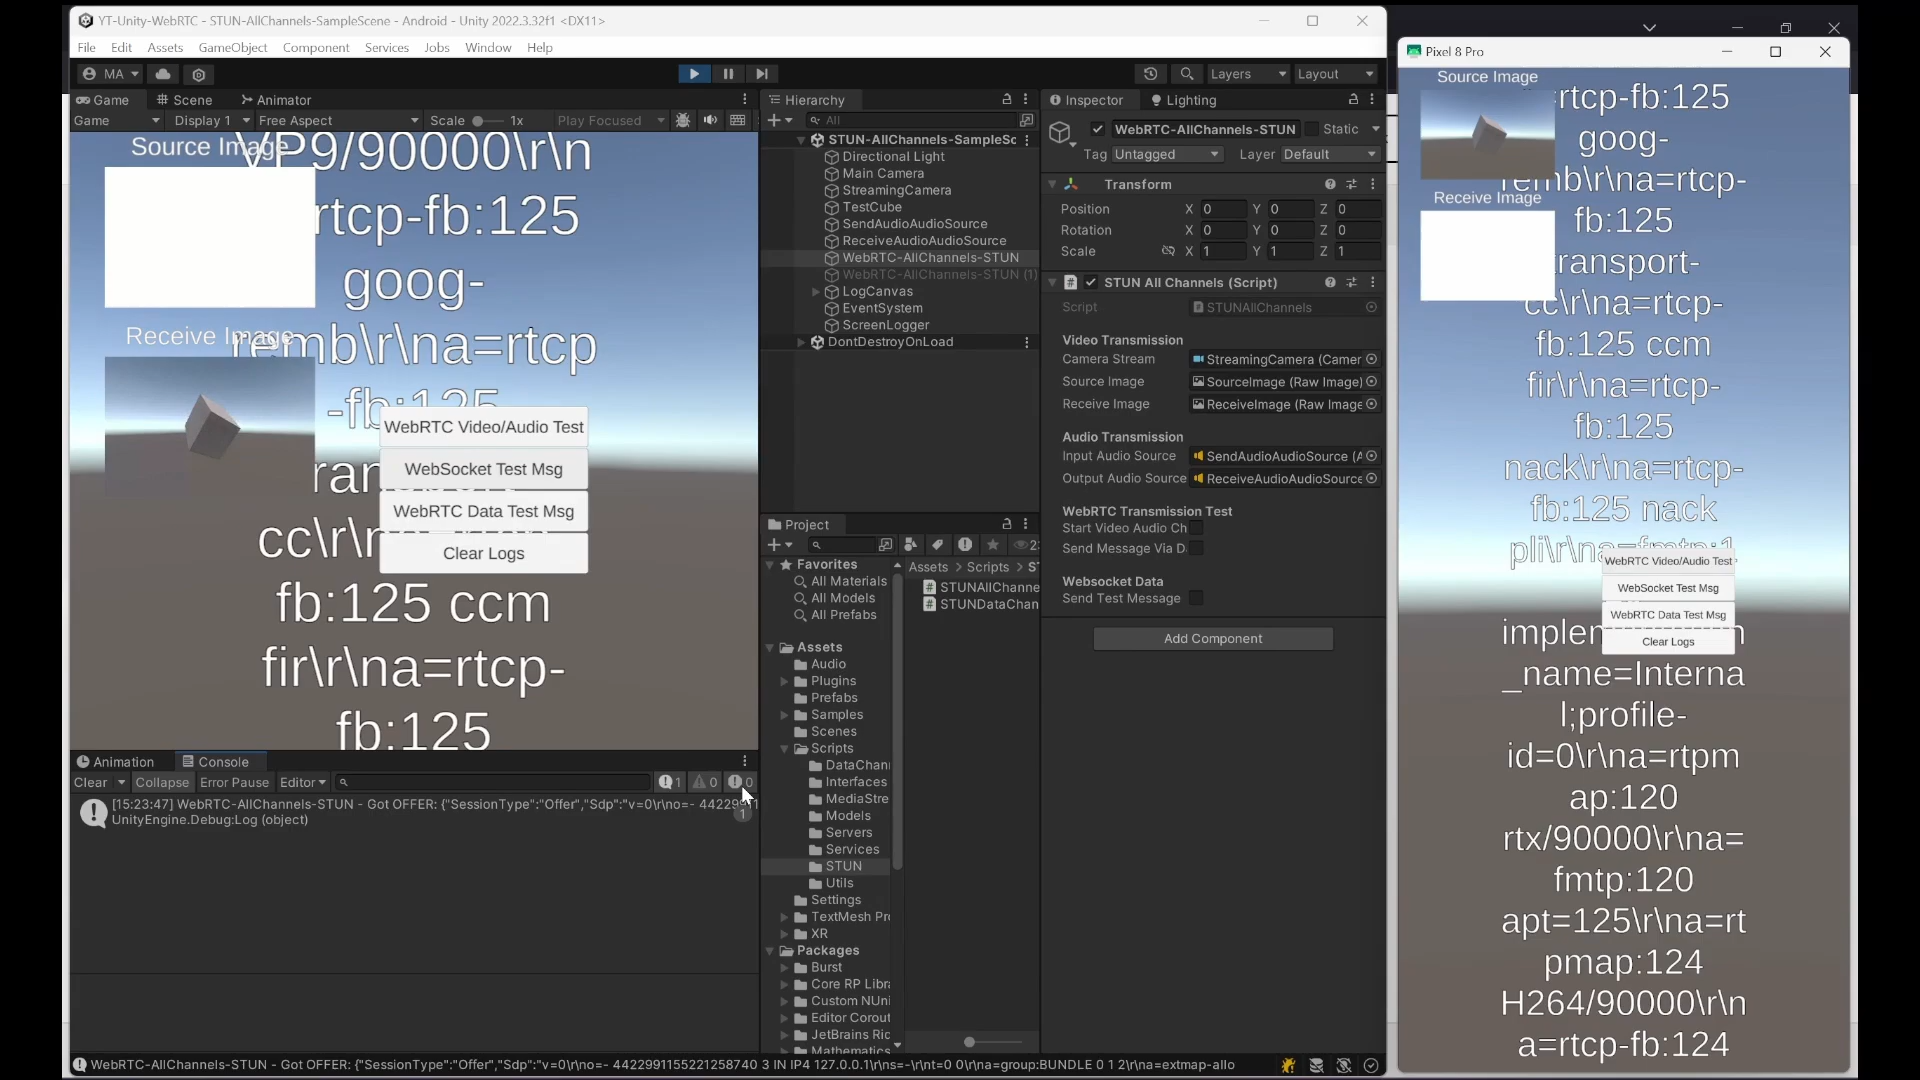 YT-Unity-WebRTC - STUN-AllChannels-SampleScene - Android - Unity 2022.3.32f1 <DX11>
File Edit Assets GameObject Component Services Jobs Window Help
MA Layers Layout
Game Scene Animator
Game Display 1 Free Aspect Scale 1x Play Focused
Source Image
VP9/90000\r\n
rtcp-fb:125
goog-
Receive Image
remb\r\na=rtcp
-fb:125
cc\r\n
fb:125 ccm
fir\r\na=rtcp-
fb:125
WebRTC Video/Audio Test
WebSocket Test Msg
WebRTC Data Test Msg
Clear Logs
Animation Console
Clear Collapse Error Pause Editor 1 0 0
[15:23:47] WebRTC-AllChannels-STUN - Got OFFER: {"SessionType":"Offer","Sdp":"v=0\r\no=- 442299
UnityEngine.Debug:Log (object)
1
WebRTC-AllChannels-STUN - Got OFFER: {"SessionType":"Offer","Sdp":"v=0\r\no=- 4422991155221258740 3 IN IP4 127.0.0.1\r\ns=-\r\nt=0 0\r\na=group:BUNDLE 0 1 2\r\na=extmap-allo
Hierarchy
All
STUN-AllChannels-SampleSc
Directional Light
Main Camera
StreamingCamera
TestCube
SendAudioAudioSource
ReceiveAudioAudioSource
WebRTC-AllChannels-STUN
WebRTC-AllChannels-STUN (1)
LogCanvas
EventSystem
ScreenLogger
DontDestroyOnLoad
Project
Favorites
All Materials
All Models
All Prefabs
Assets
Audio
Plugins
Prefabs
Samples
Scenes
Scripts
DataChan
Interfaces
MediaStre
Models
Servers
Services
STUN
Utils
Settings
TextMesh Pr
XR
Packages
Burst
Core RP Libr
Custom NUni
Editor Corout
JetBrains Ric
Mathematics
Assets > Scripts > ST
STUNAllChanne
STUNDataChan
Inspector Lighting
WebRTC-AllChannels-STUN Static
Tag Untagged Layer Default
Transform
Position X 0 Y 0 Z 0
Rotation X 0 Y 0 Z 0
Scale X 1 Y 1 Z 1
STUN All Channels (Script)
Script STUNAllChannels
Video Transmission
Camera Stream StreamingCamera (Camer
Source Image SourceImage (Raw Image)
Receive Image ReceiveImage (Raw Image
Audio Transmission
Input Audio Source SendAudioAudioSource (A
Output Audio Source ReceiveAudioAudioSource
WebRTC Transmission Test
Start Video Audio Ch
Send Message Via D
Websocket Data
Send Test Message
Add Component
Pixel 8 Pro
Source Image
rtcp-fb:125
goog-
remb\r\na=rtcp-
Receive Image
fb:125
transport-
cc\r\na=rtcp-
fb:125 ccm
fir\r\na=rtcp-
fb:125
nack\r\na=rtcp-
fb:125 nack
pli\r\na=fmtp:1
WebRTC Video/Audio Test
WebSocket Test Msg
WebRTC Data Test Msg
Clear Logs
_name=Interna
l;profile-
id=0\r\na=rtpm
ap:120
rtx/90000\r\na=
fmtp:120
apt=125\r\na=rt
pmap:124
H264/90000\r\n
a=rtcp-fb:124